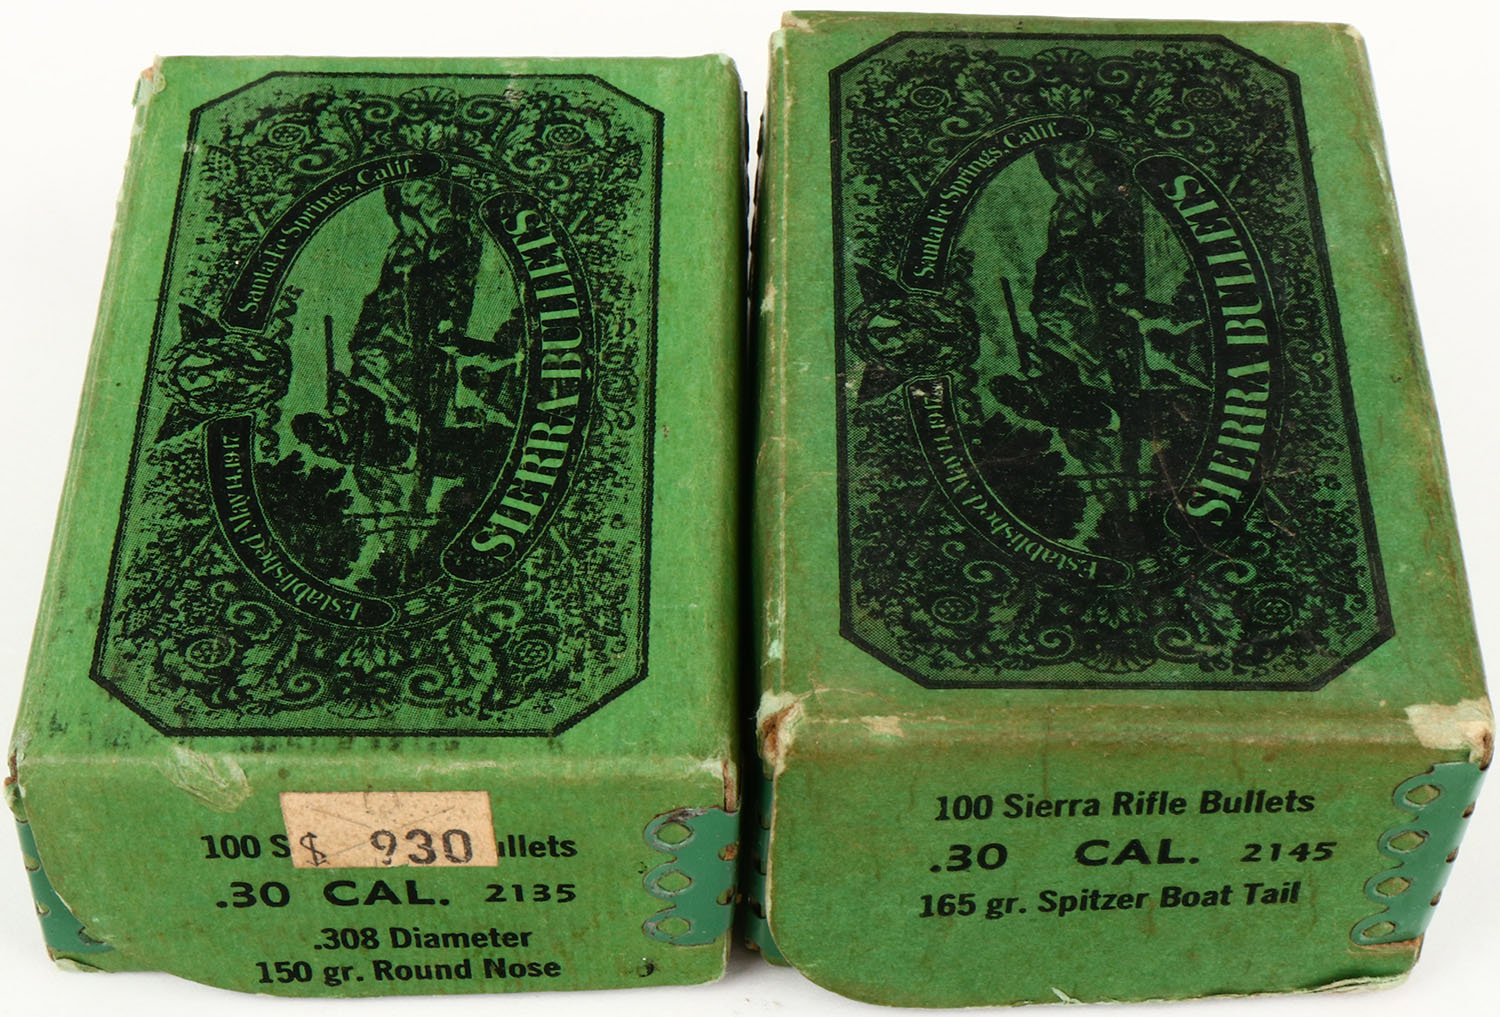 Santa Fe Springs, Calif.
SIERRA BULLETS
Established May 14, 1947
100 S
$ 930
ullets
.30 CAL. 2135
.308 Diameter
150 gr. Round Nose
Santa Fe Springs, Calif.
SIERRA BULLETS
Established May 14, 1947
100 Sierra Rifle Bullets
.30 CAL. 2145
165 gr. Spitzer Boat Tail